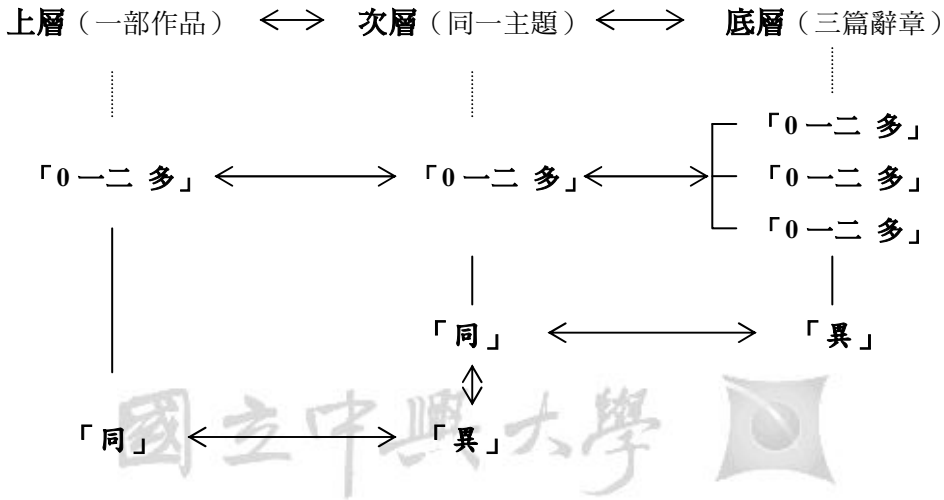 上層（一部作品） 次層（同一主題） 底層（三篇辭章）
「0 一二 多」
「0 一二 多」 「0 一二 多」 「0 一二 多」
「0 一二 多」
「同」 「異」
「同」 「異」
國立中興大學